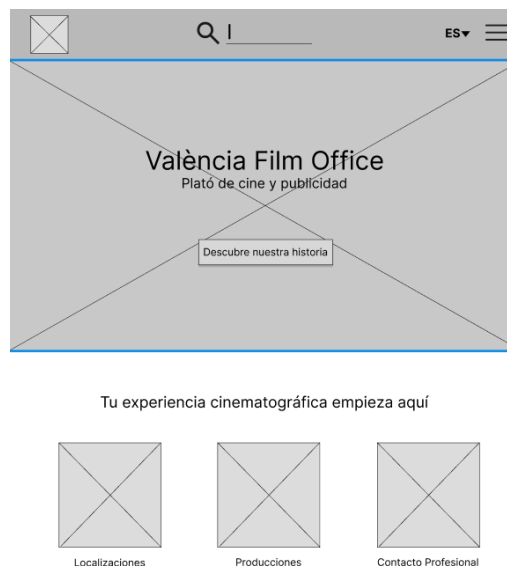 ES▾
València Film Office
Plató de cine y publicidad
Descubre nuestra historia
Tu experiencia cinematográfica empieza aquí
Localizaciones
Producciones
Contacto Profesional